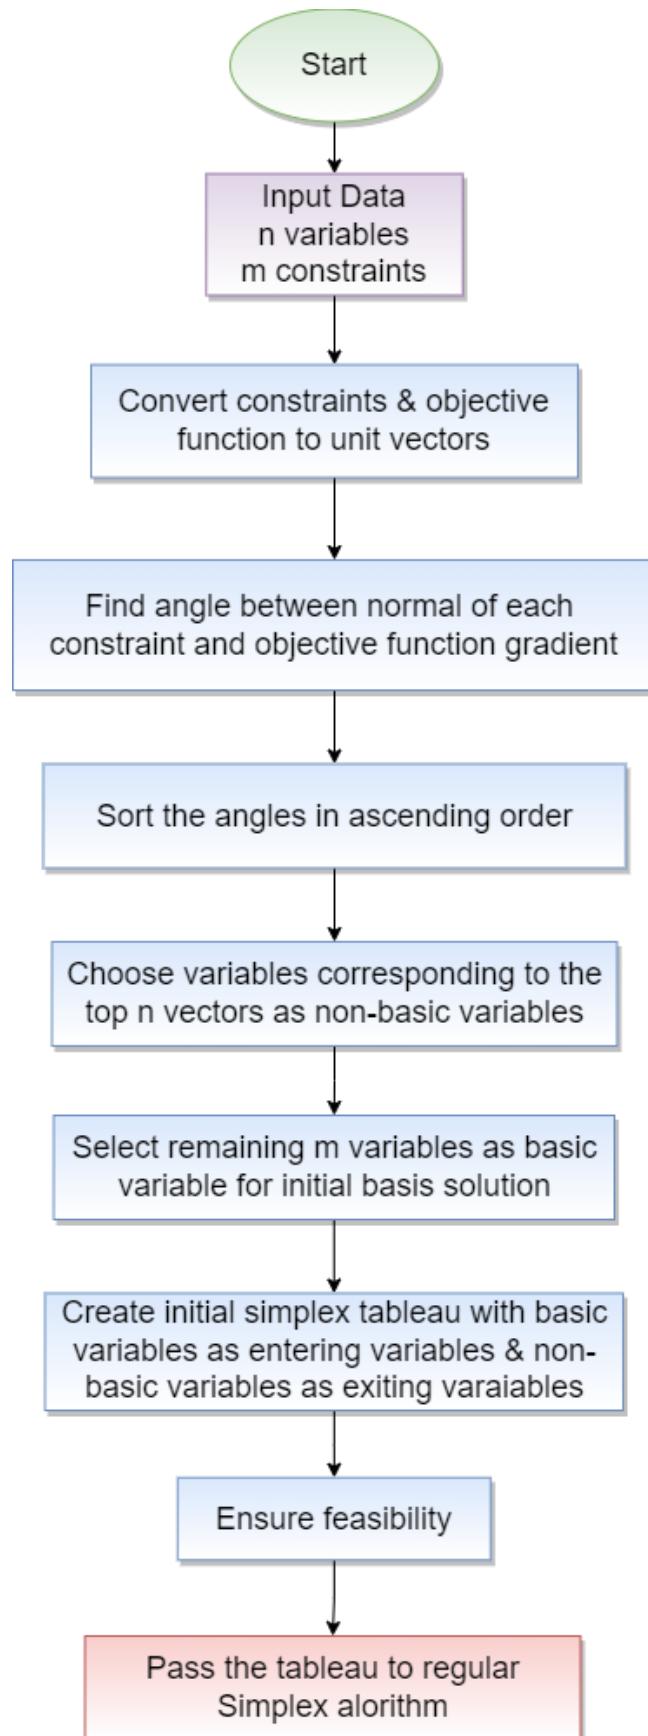 Start
Input Data
n variables
m constraints
Convert constraints & objective
function to unit vectors
Find angle between normal of each
constraint and objective function gradient
Sort the angles in ascending order
Choose variables corresponding to the
top n vectors as non-basic variables
Select remaining m variables as basic
variable for initial basis solution
Create initial simplex tableau with basic
variables as entering variables & non-
basic variables as exiting varaiables
Ensure feasibility
Pass the tableau to regular
Simplex alorithm